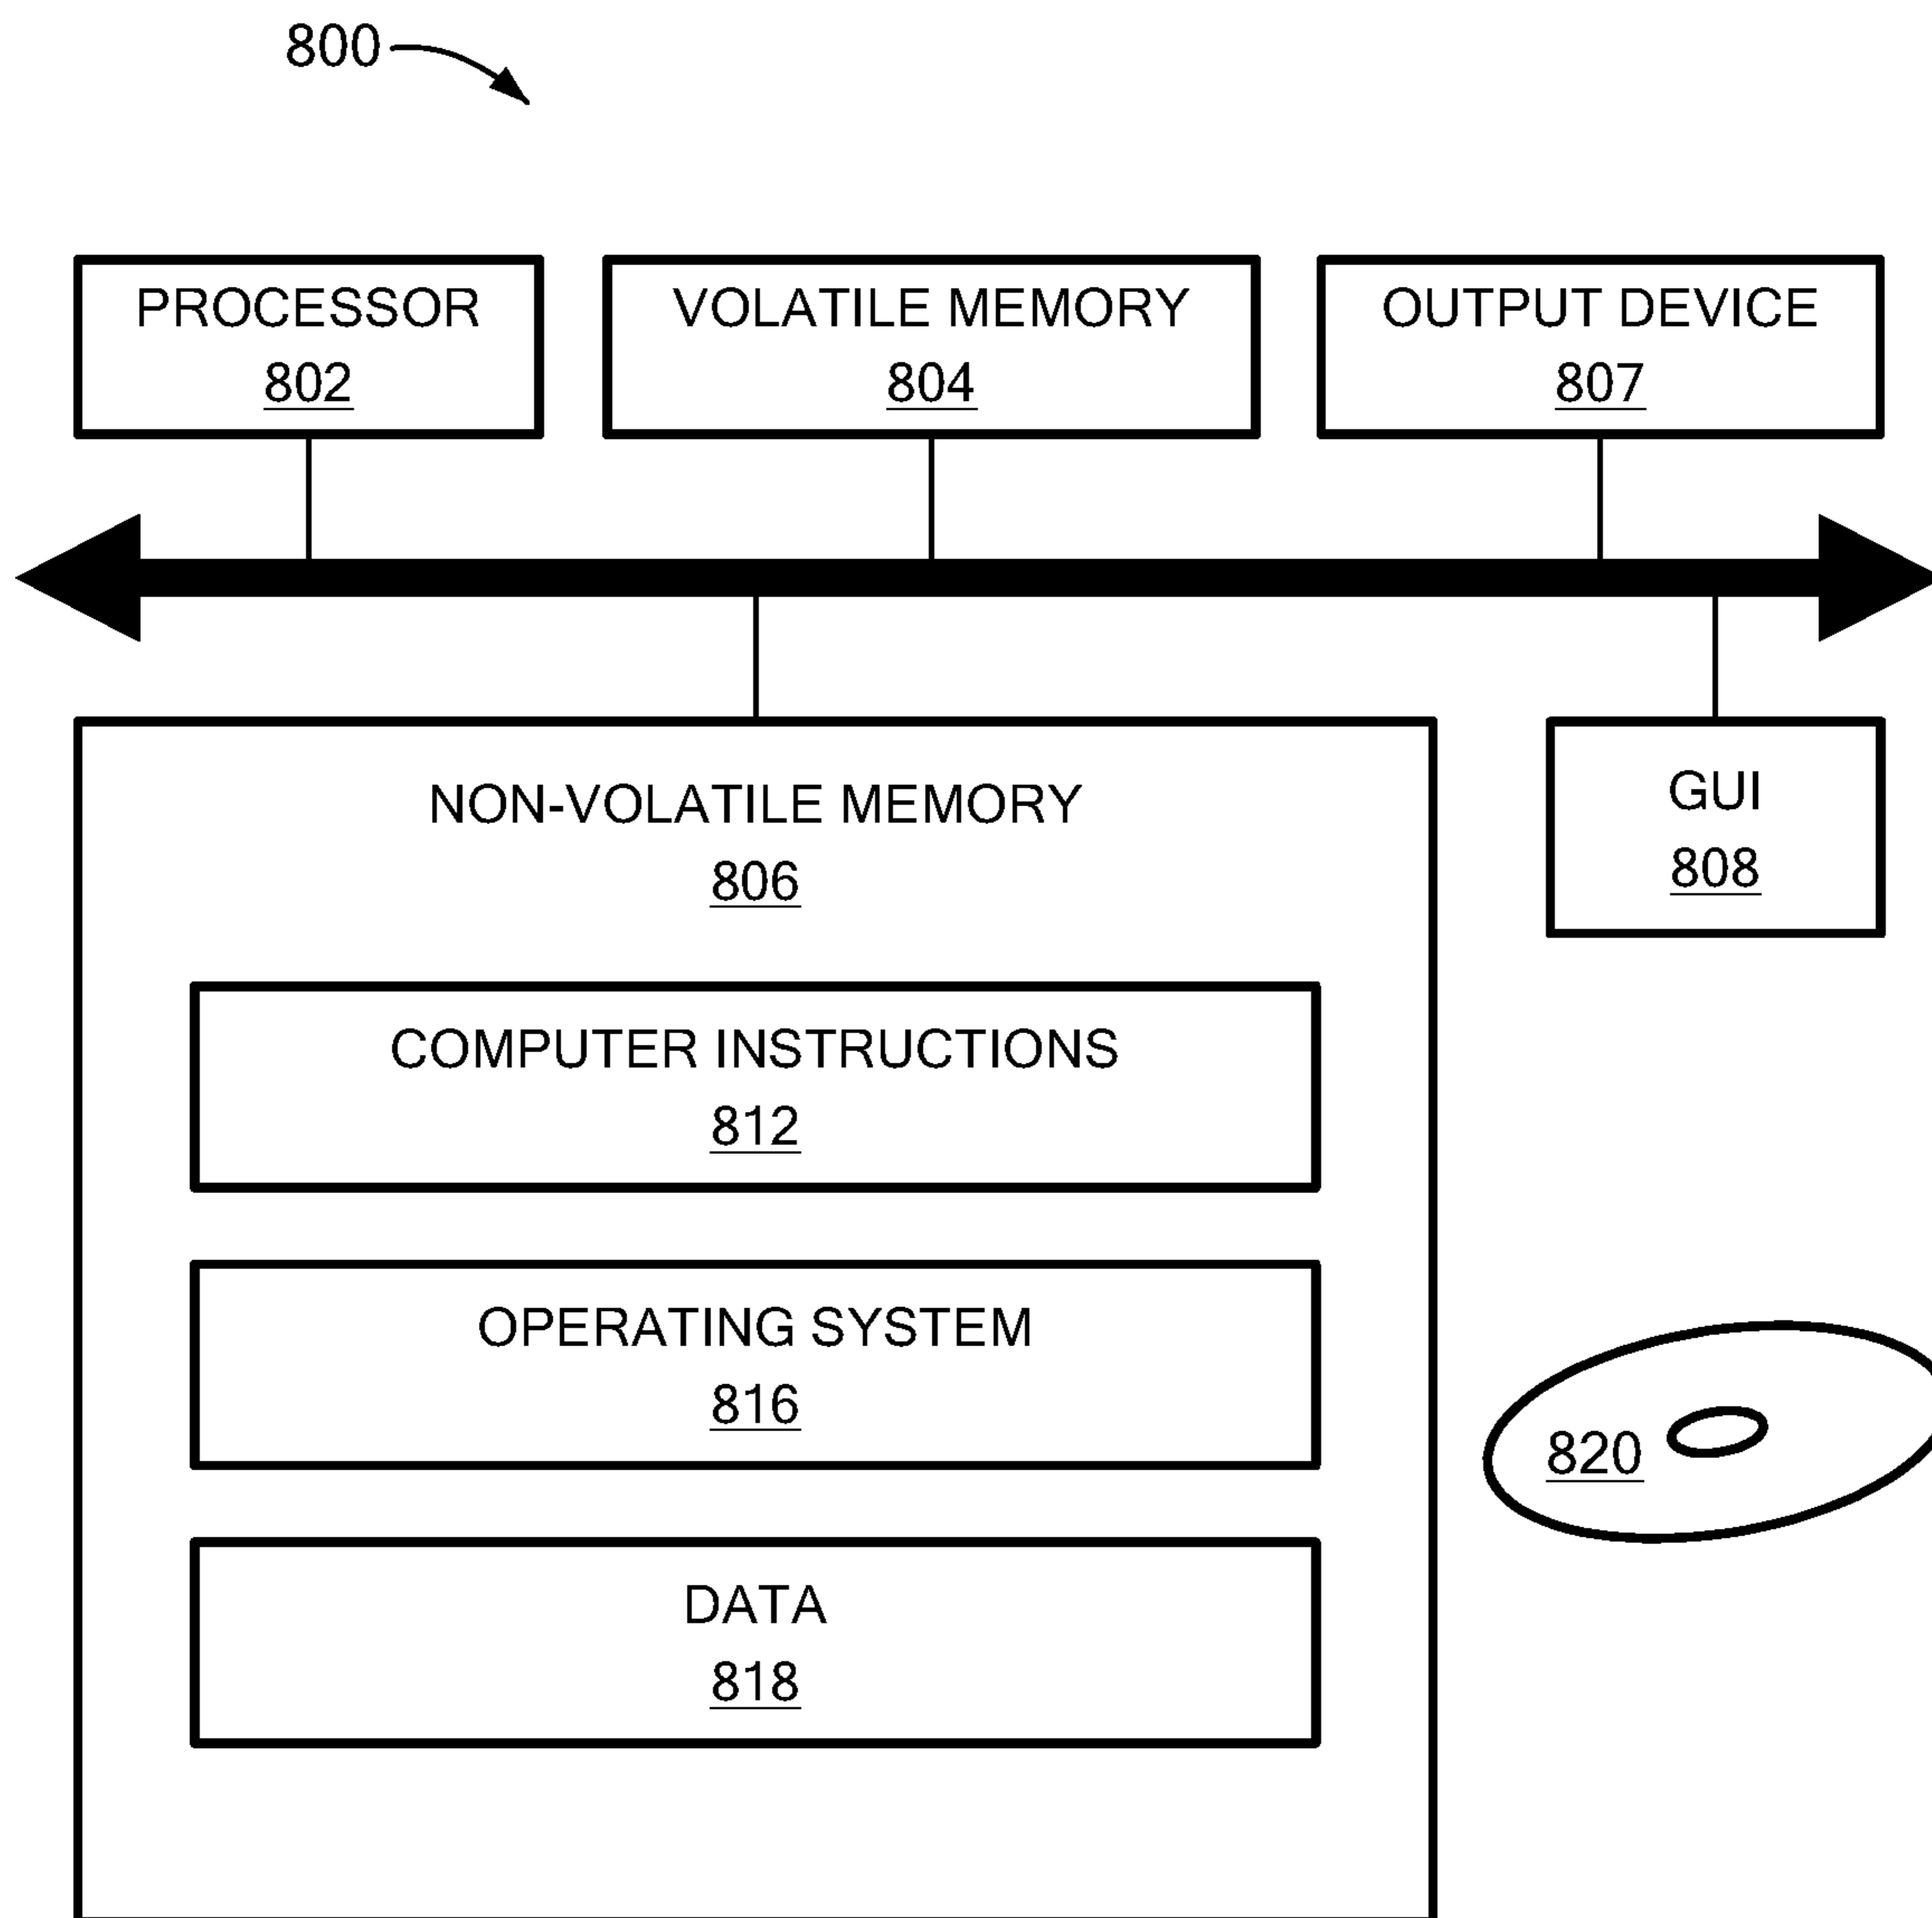 800
PROCESSOR
802
VOLATILE MEMORY
804
OUTPUT DEVICE
807
NON-VOLATILE MEMORY
806
GUI
808
COMPUTER INSTRUCTIONS
812
OPERATING SYSTEM
816
820
DATA
818